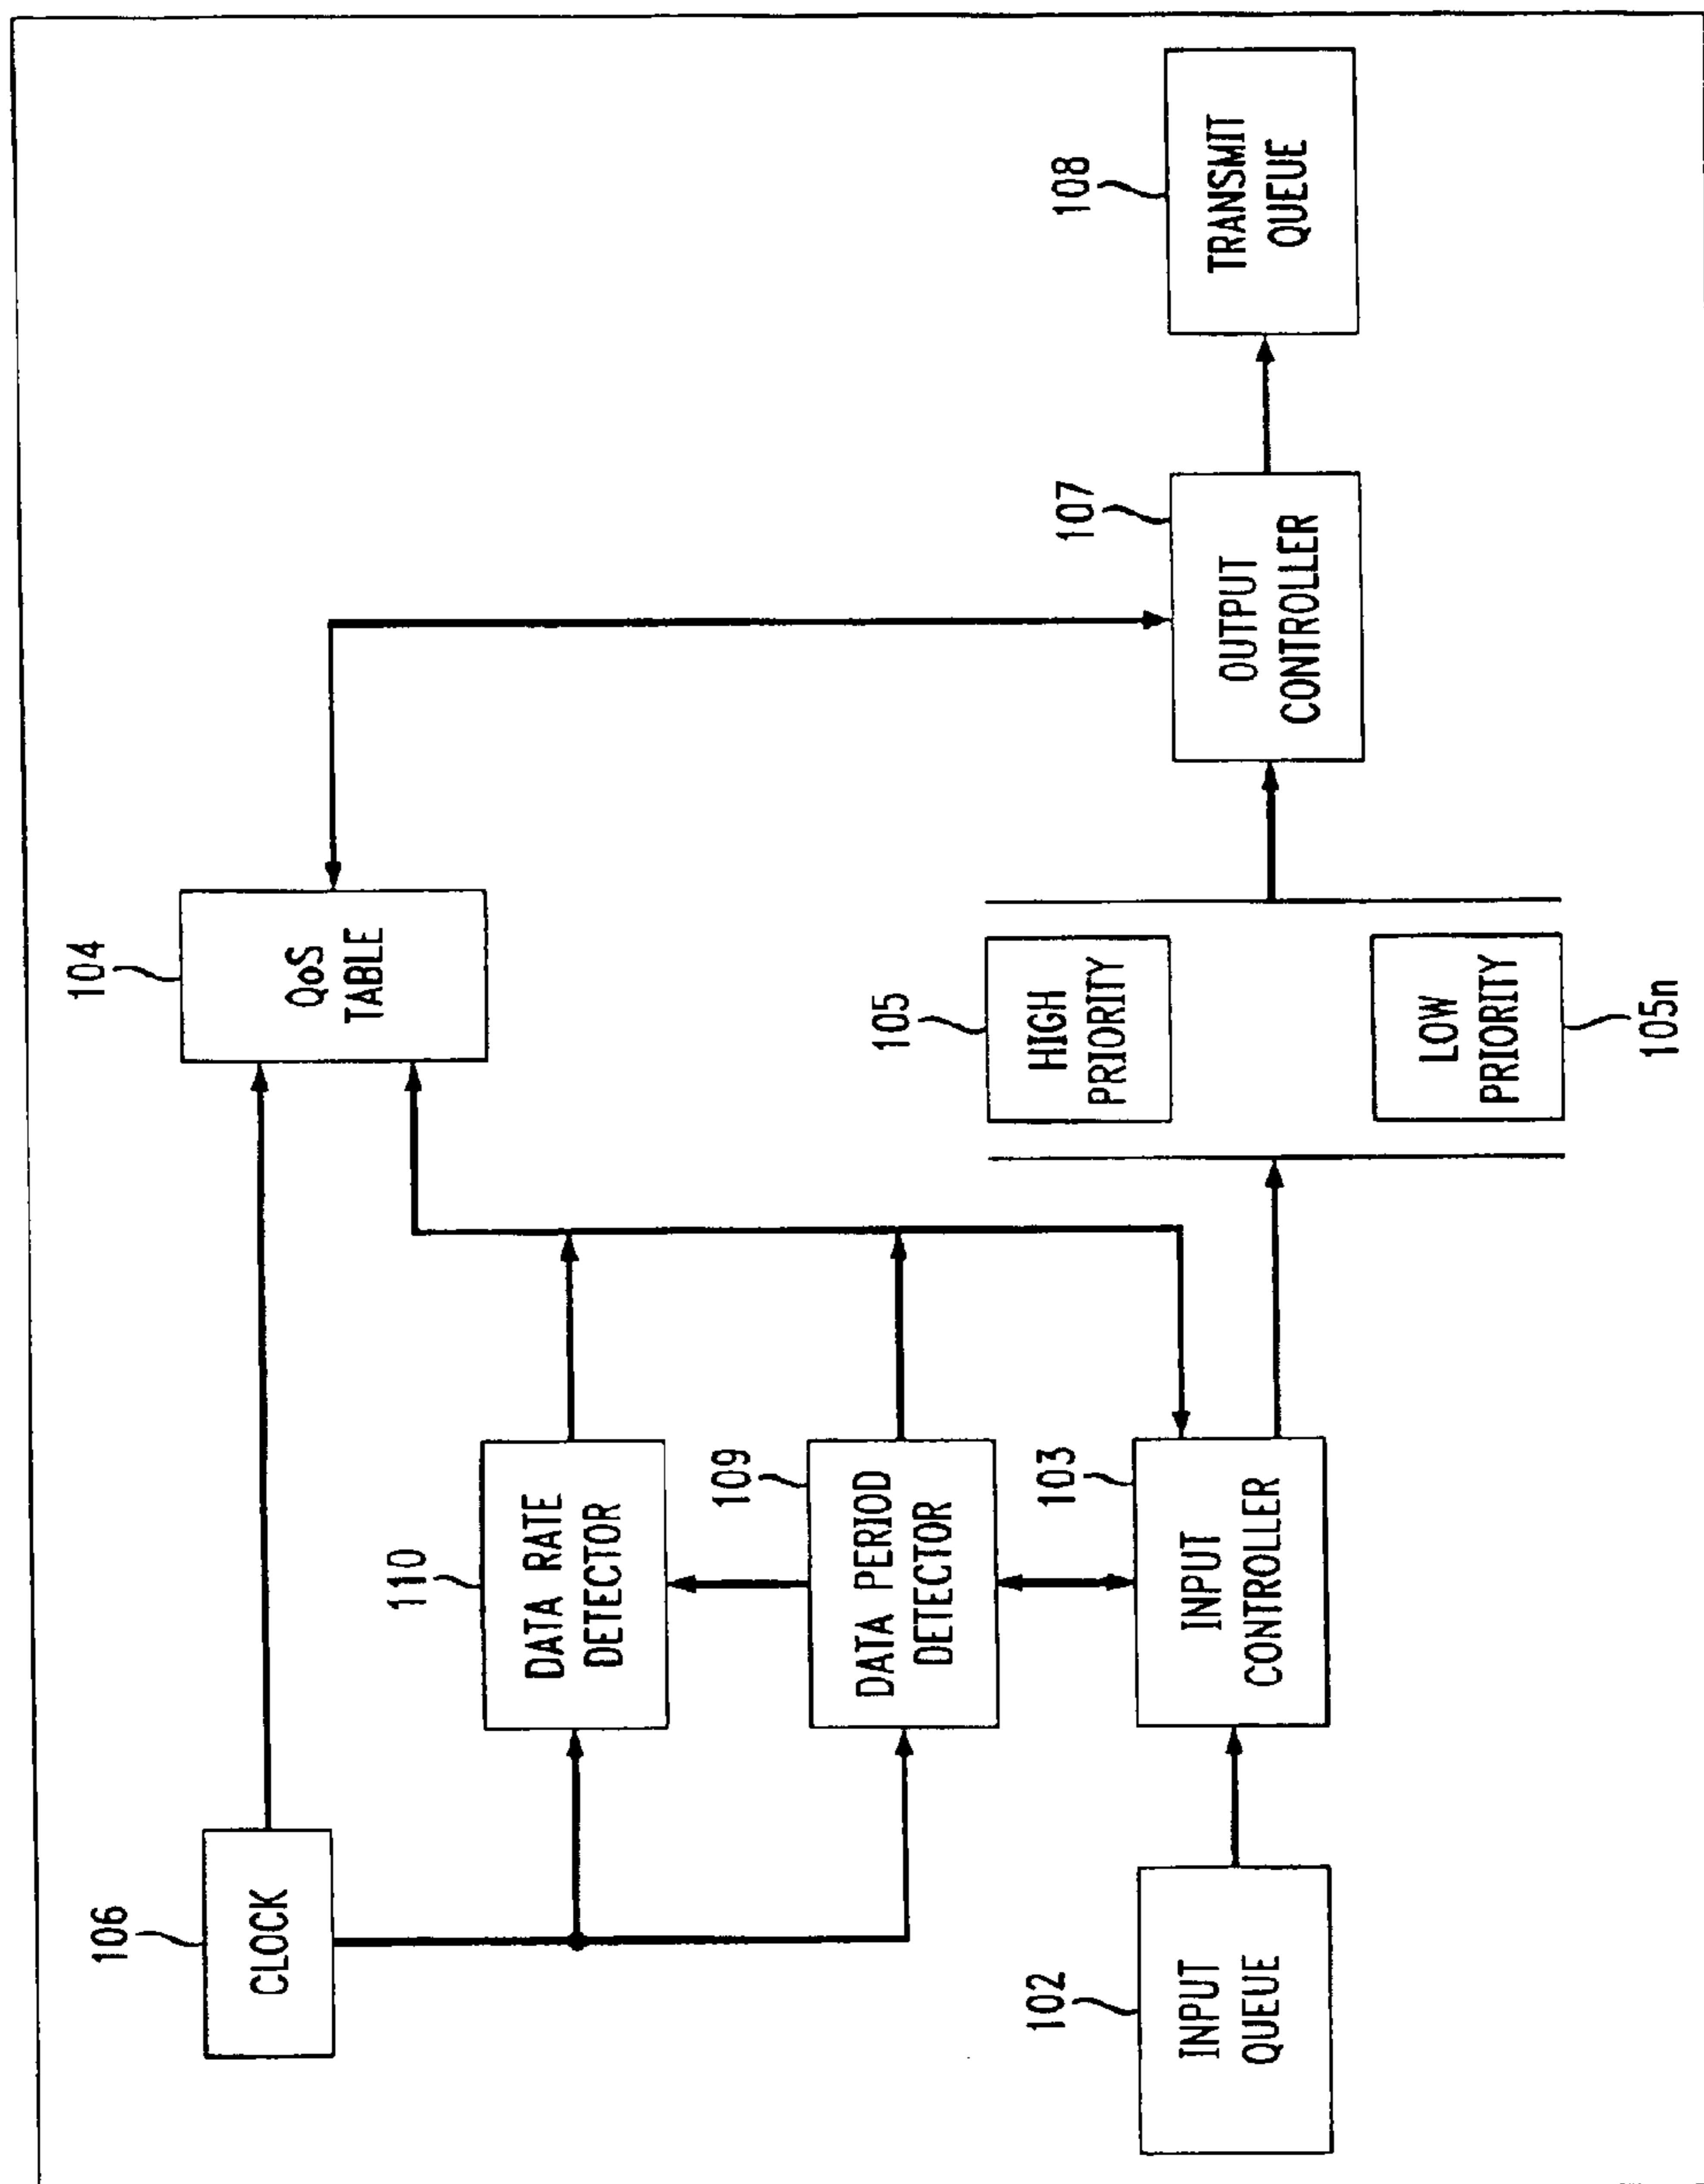 106
CLOCK
104
QoS
TABLE
110
DATA RATE
DETECTOR
109
DATA PERIOD
DETECTOR
102
INPUT
QUEUE
103
INPUT
CONTROLLER
105
HIGH
PRIORITY
LOW
PRIORITY
105n
107
OUTPUT
CONTROLLER
108
TRANSMIT
QUEUE